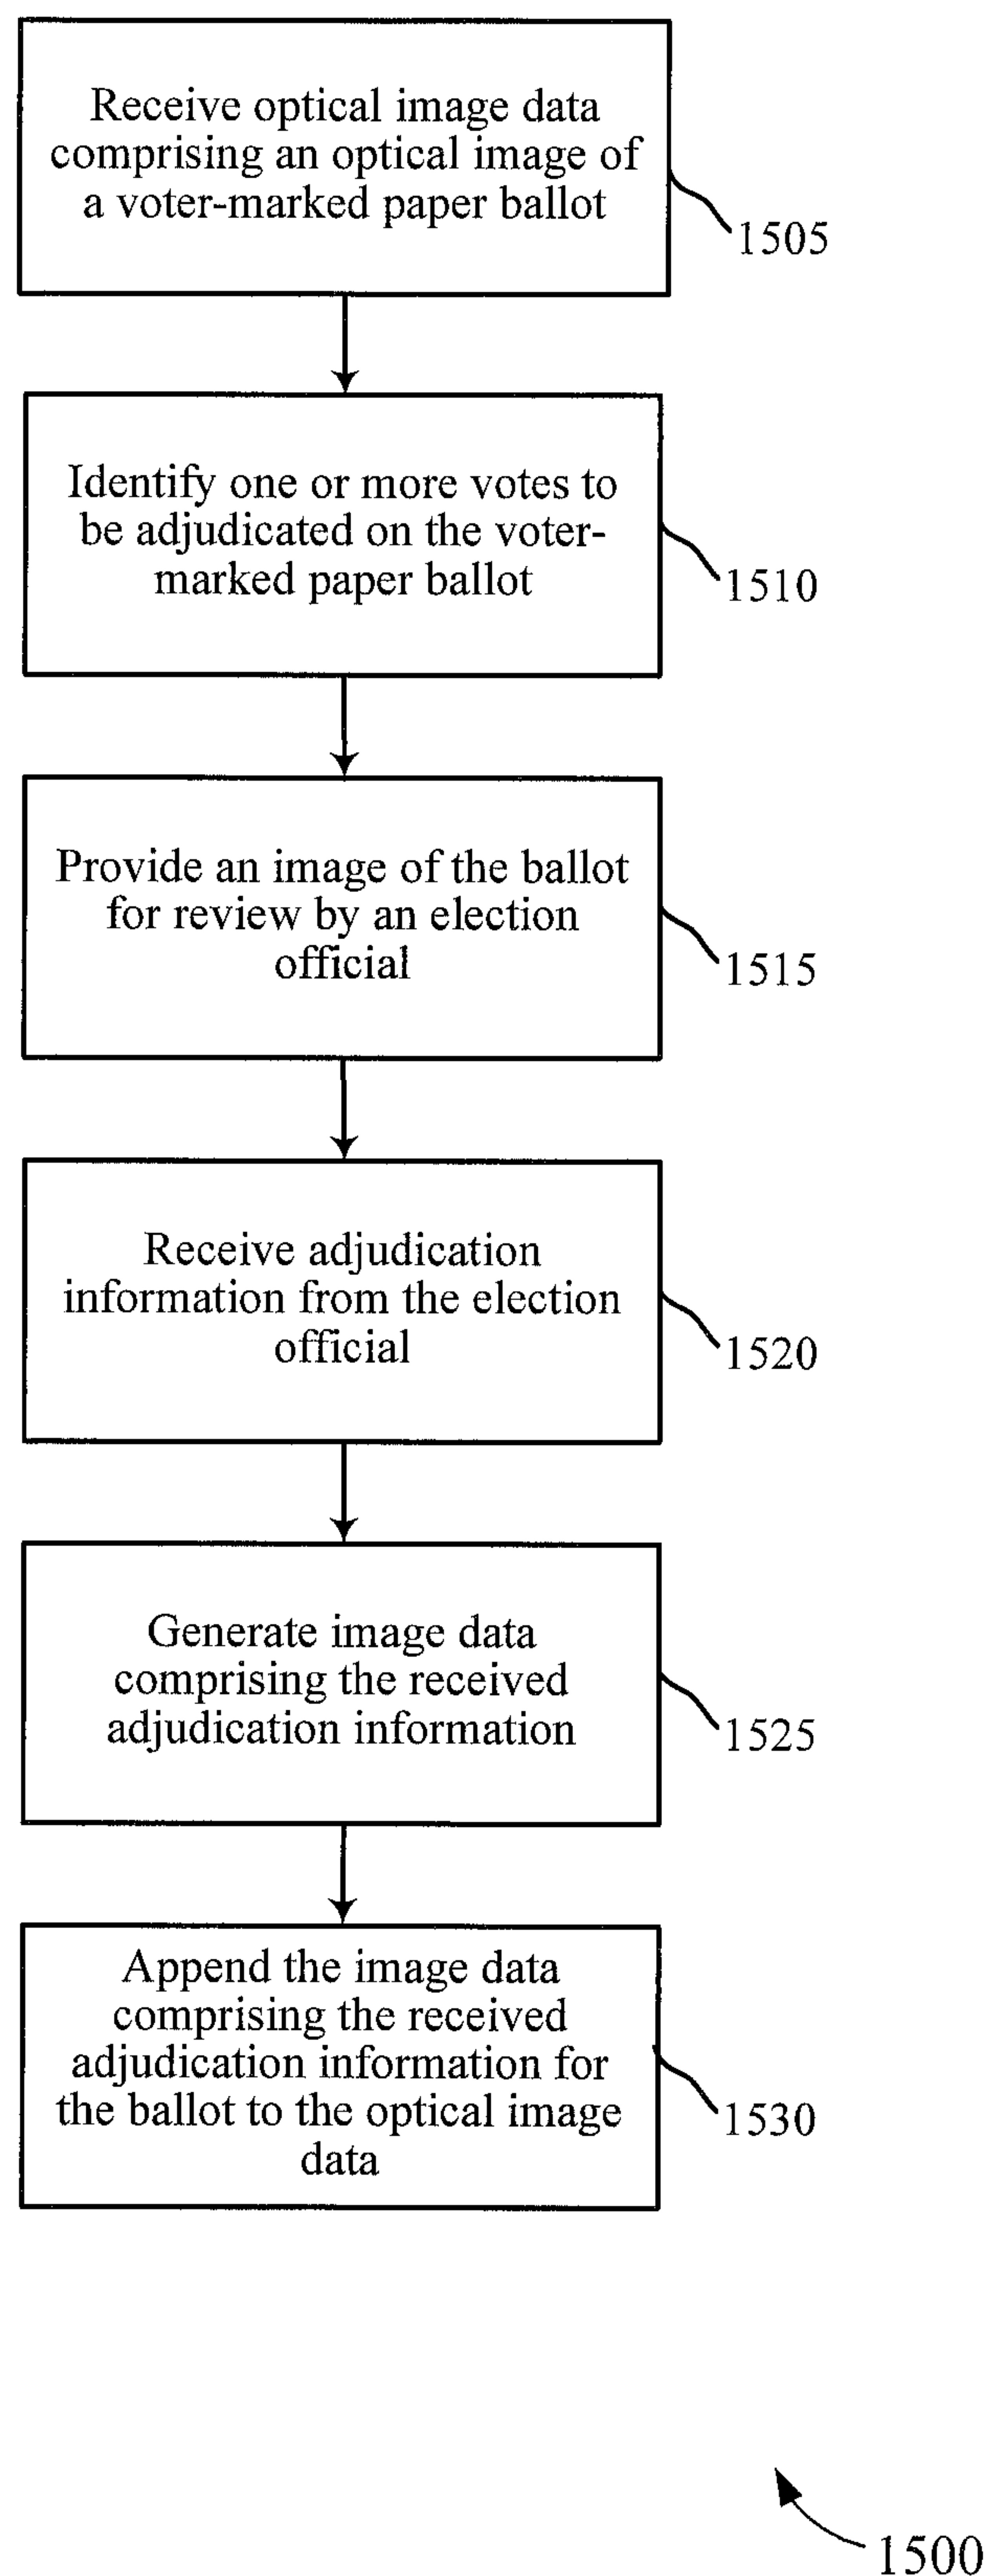 Receive optical image data
comprising an optical image of
a voter-marked paper ballot
1505
Identify one or more votes to
be adjudicated on the voter-
marked paper ballot
1510
Provide an image of the ballot
for review by an election
official
1515
Receive adjudication
information from the election
official
1520
Generate image data
comprising the received
adjudication information
1525
Append the image data
comprising the received
adjudication information for
the ballot to the optical image
data
1530
1500